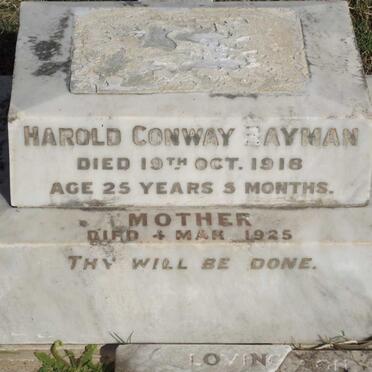 HAROLD CONWAY BAYMAN
DIED 19TH OCT. 1918
AGE 25 YEARS 5 MONTHS.
MOTHER
DIED 4 MAR 1925
THY WILL BE DONE.
LOVING